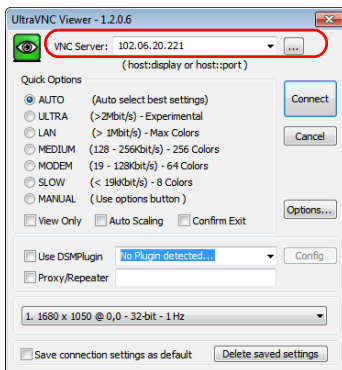 UltraVNC Viewer - 1.2.0.6
VNC Server: 102.06.20.221 ...
( host:display or host::port )
Quick Options
AUTO (Auto select best settings) Connect
ULTRA (>2Mbit/s) - Experimental
LAN (> 1Mbit/s) - Max Colors Cancel
MEDIUM (128 - 256Kbit/s) - 256 Colors
MODEM (19 - 128Kbit/s) - 64 Colors
SLOW (< 19kKbit/s) - 8 Colors
MANUAL (Use options button )
View Only Auto Scaling Confirm Exit Options...
Use DSMPlugin No Plugin detected... Config
Proxy/Repeater
1. 1680 x 1050 @ 0,0 - 32-bit - 1 Hz
Save connection settings as default Delete saved settings